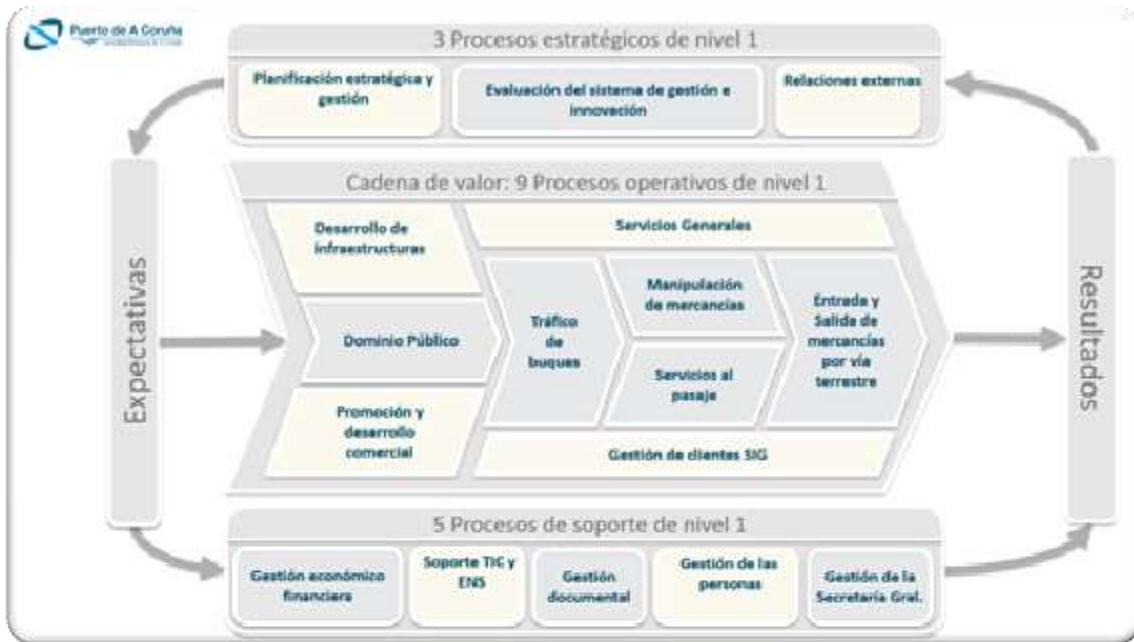 Puerto de A Coruña
3 Procesos estratégicos de nivel 1
Planificación estratégica y
gestión
Evaluación del sistema de gestión e
innovación
Relaciones externas
Cadena de valor: 9 Procesos operativos de nivel 1
Desarrollo de
infraestructuras
Servicios Generales
Dominio Público
Tráfico
de
buques
Manipulación
de mercancías
Servicios al
pasaje
Entrada y
Salida de
mercancías
por vía
terrestre
Promoción y
desarrollo
comercial
Gestión de clientes SIG
Expectativas
Resultados
5 Procesos de soporte de nivel 1
Gestión económico
financiera
Soporte TIC y
ENS
Gestión
documental
Gestión de las
personas
Gestión de la
Secretaría Gral.